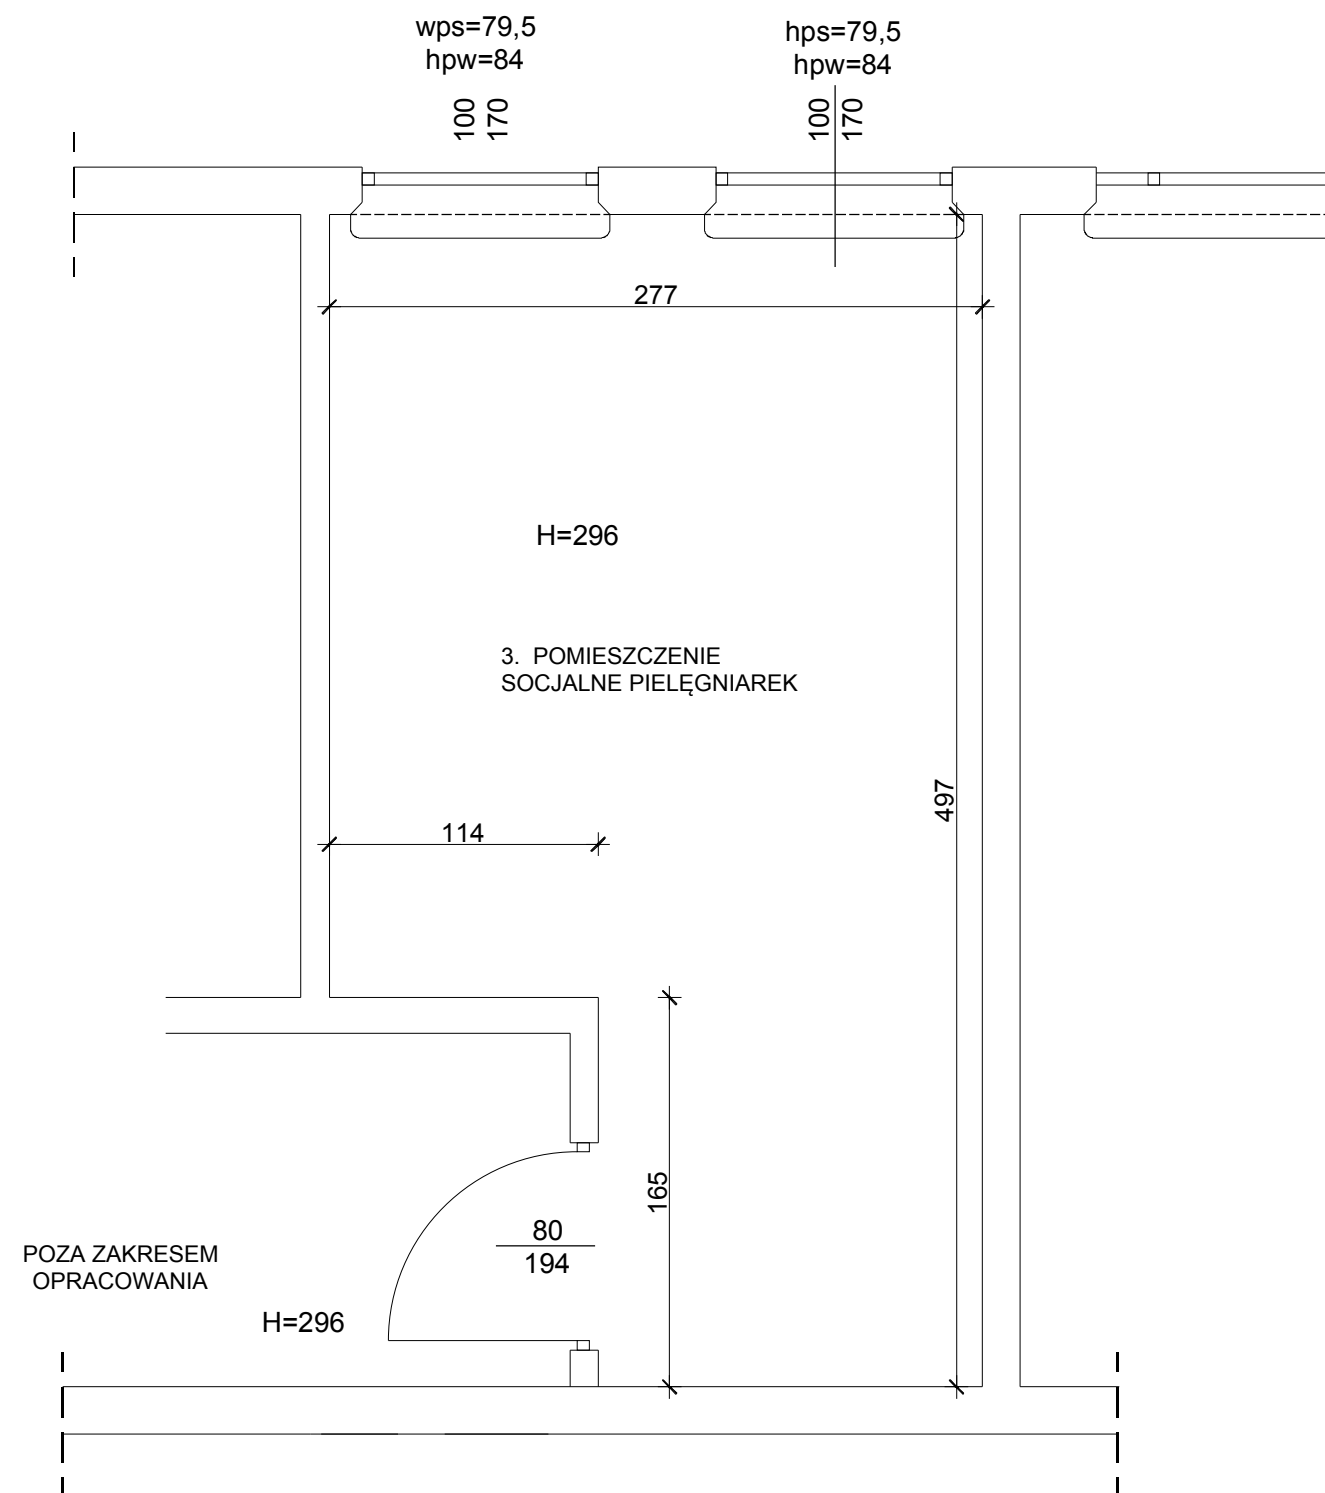 wps=79,5
hpw=84
100
170
hps=79,5
hpw=84
100
170
277
H=296
3. POMIESZCZENIE
SOCJALNE PIELĘGNIAREK
497
114
165
80
194
POZA ZAKRESEM
OPRACOWANIA
H=296